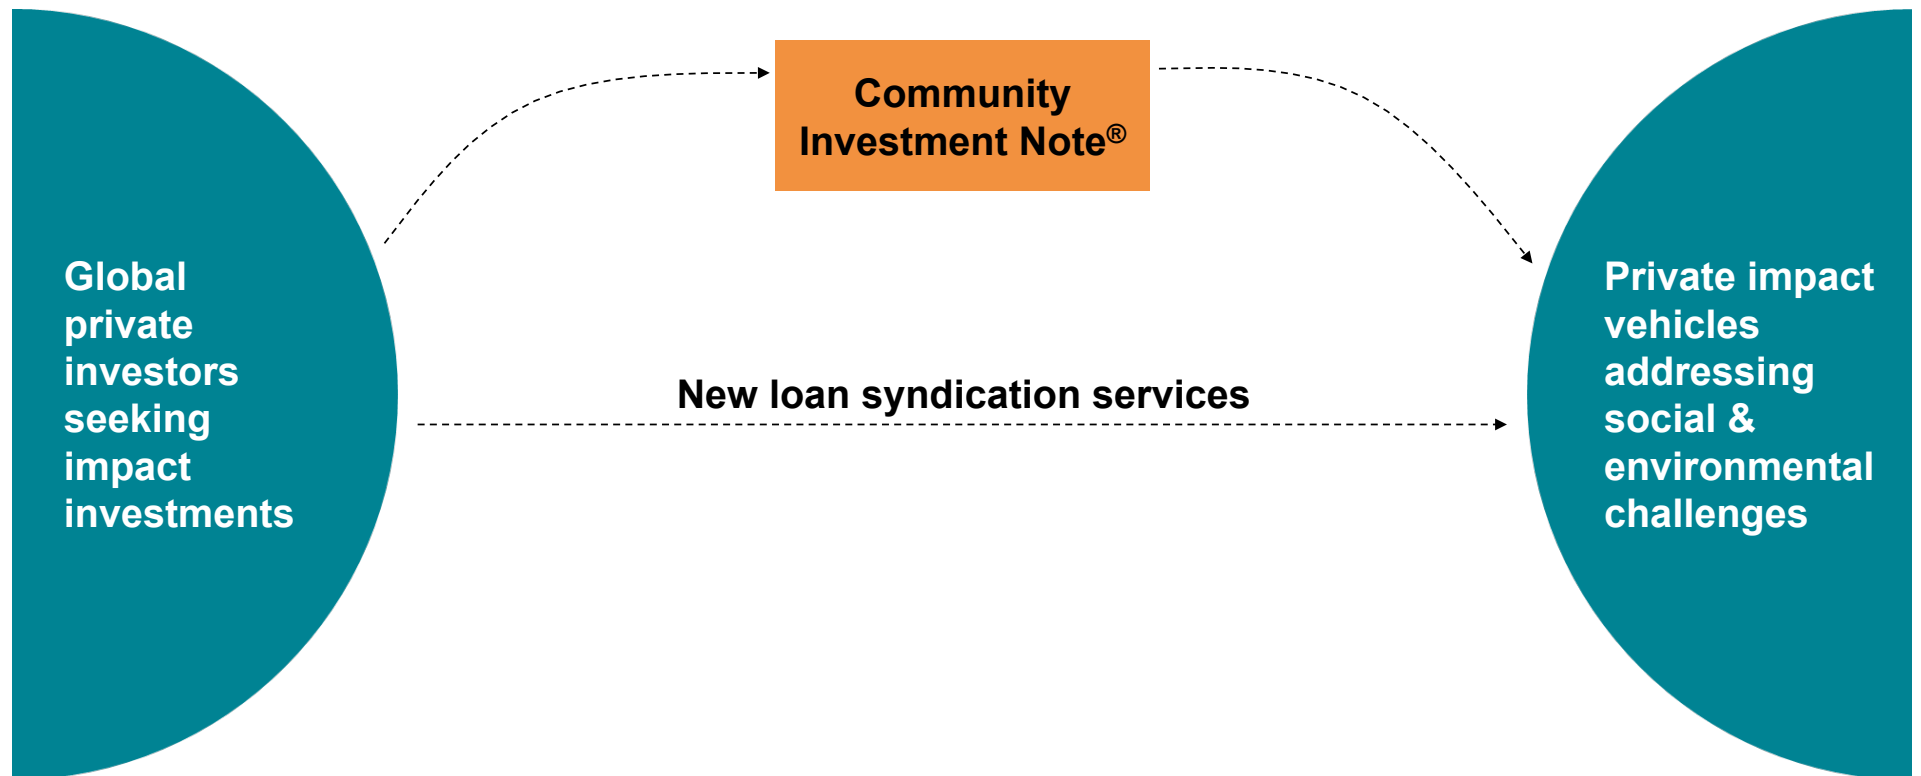 Community
Investment Note®
Global
private
investors
seeking
impact
investments
New loan syndication services
Private impact
vehicles
addressing
social &
environmental
challenges